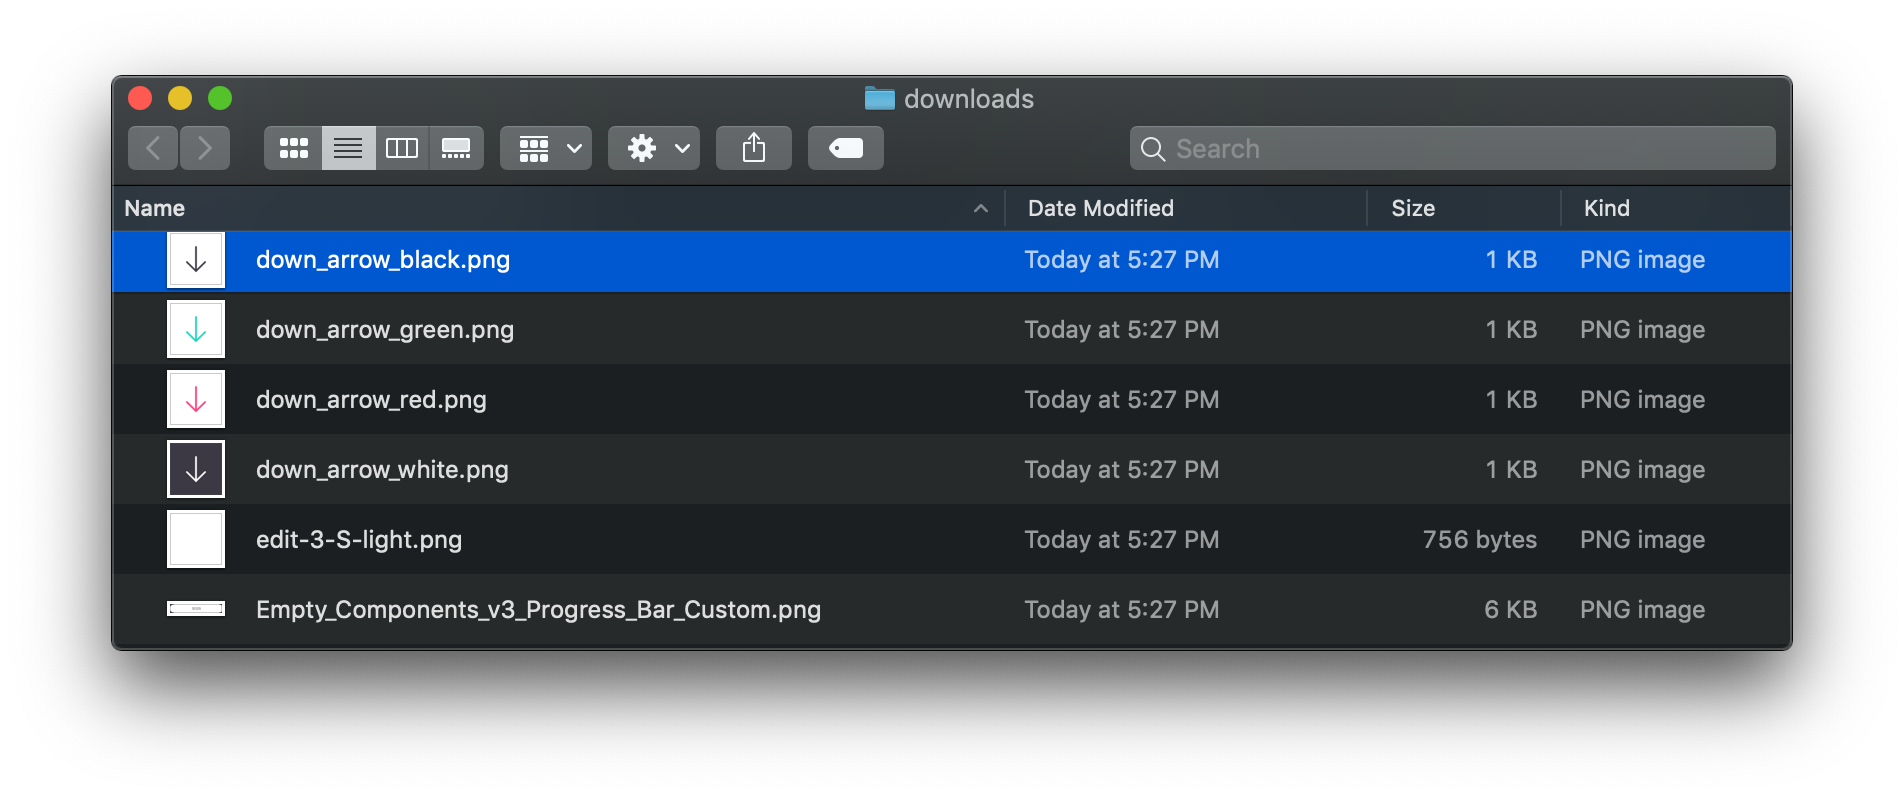 downloads
Search
Name Date Modified Size Kind
down_arrow_black.png Today at 5:27 PM 1 KB PNG image
down_arrow_green.png Today at 5:27 PM 1 KB PNG image
down_arrow_red.png Today at 5:27 PM 1 KB PNG image
down_arrow_white.png Today at 5:27 PM 1 KB PNG image
edit-3-S-light.png Today at 5:27 PM 756 bytes PNG image
Empty_Components_v3_Progress_Bar_Custom.png Today at 5:27 PM 6 KB PNG image